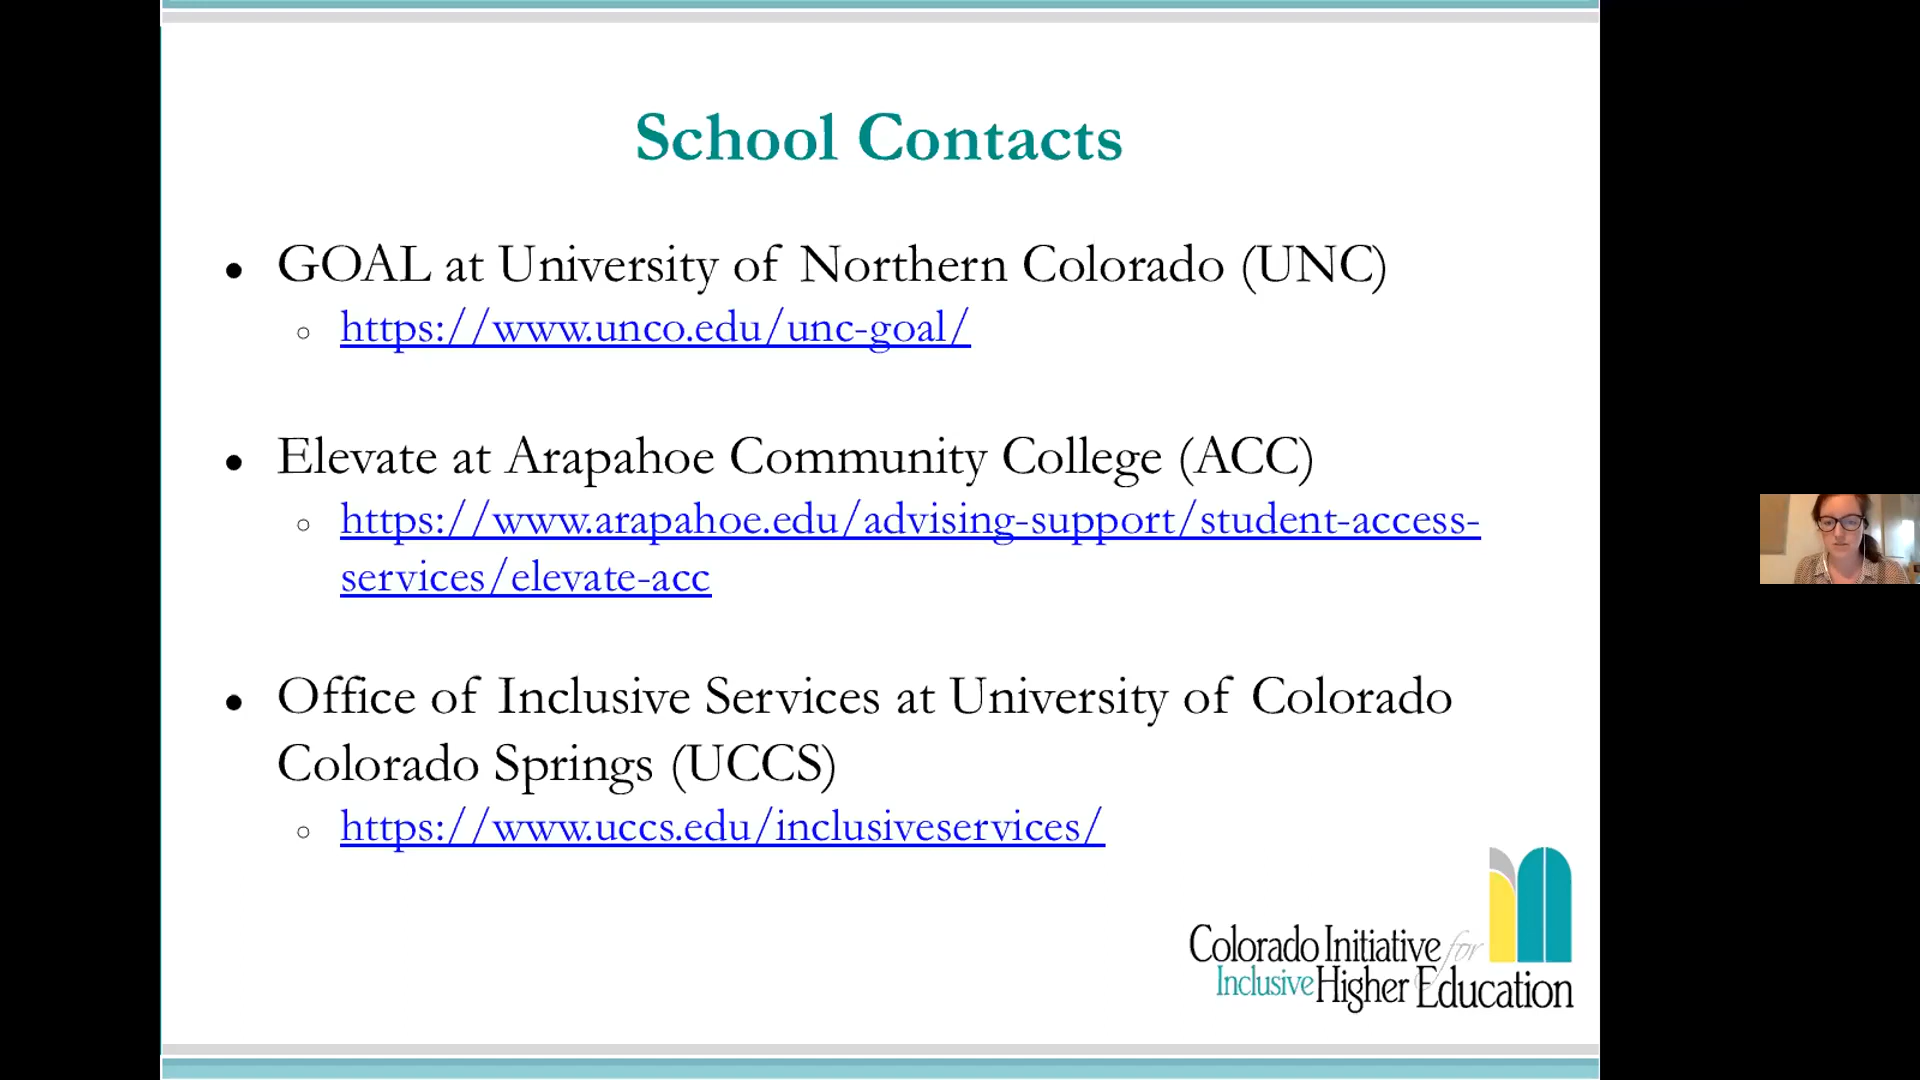 School Contacts
● GOAL at University of Northern Colorado (UNC)
○ https://www.unco.edu/unc-goal/
● Elevate at Arapahoe Community College (ACC)
○ https://www.arapahoe.edu/advising-support/student-access-
services/elevate-acc
● Office of Inclusive Services at University of Colorado
Colorado Springs (UCCS)
○ https://www.uccs.edu/inclusiveservices/
Colorado Initiative for
Inclusive Higher Education